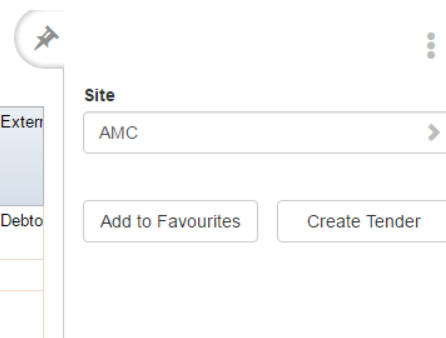 Site
AMC
Add to Favourites
Create Tender
Extern
Debto